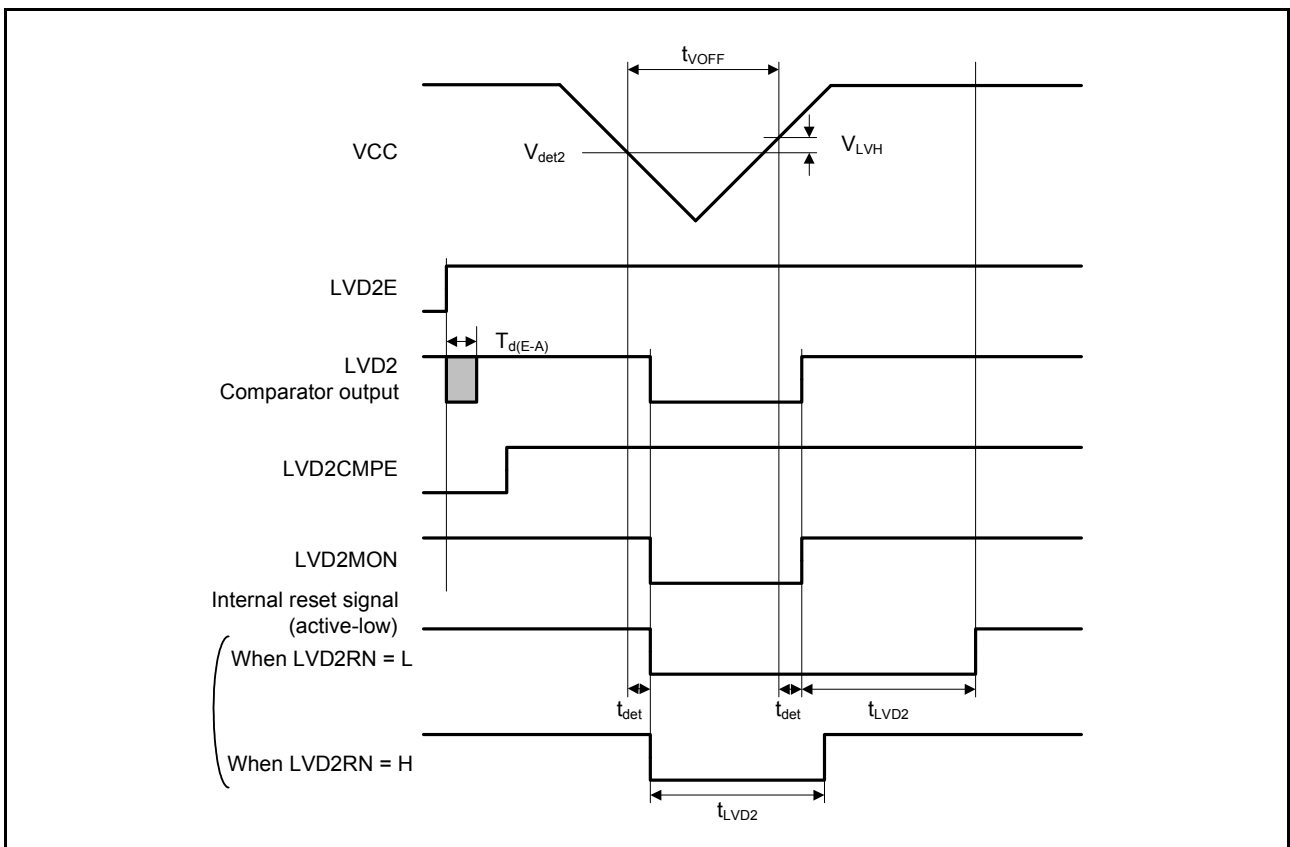 tVOFF
VCC
Vdet2
VLVH
LVD2E
Td(E-A)
LVD2
Comparator output
LVD2CMPE
LVD2MON
Internal reset signal
(active-low)
When LVD2RN = L
tdet
tdet
tLVD2
When LVD2RN = H
tLVD2